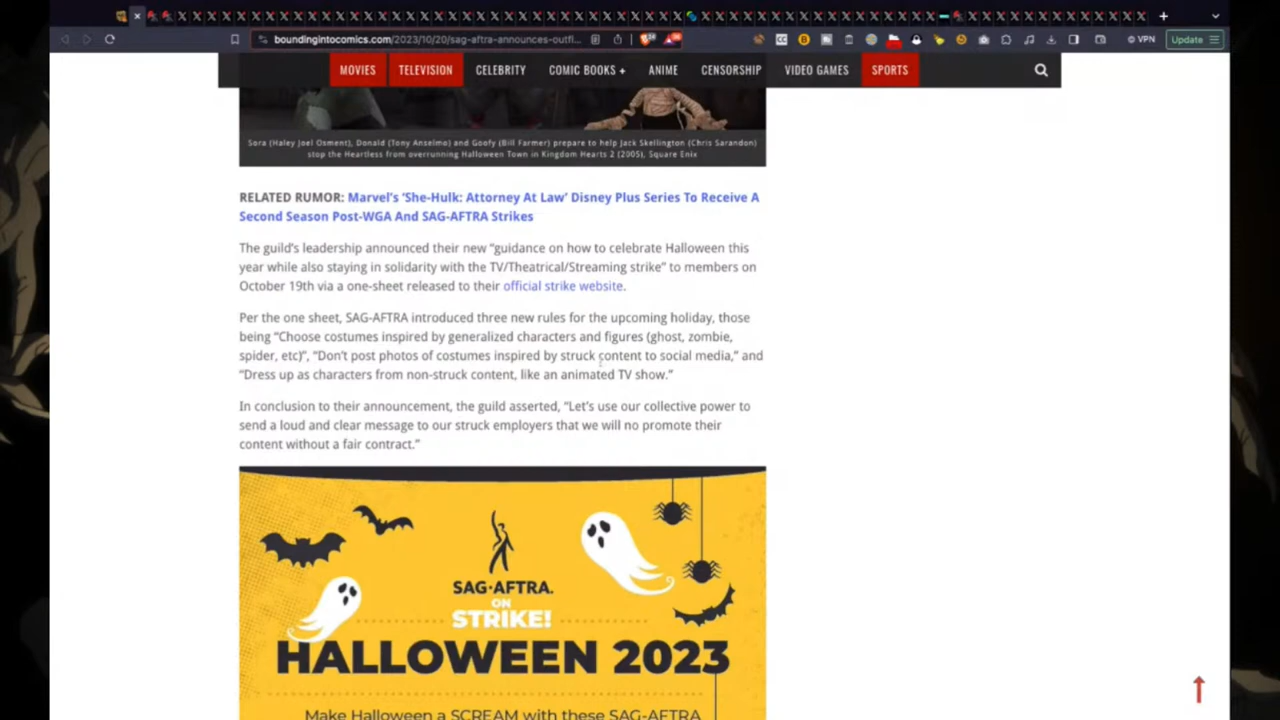 boundingintocomics.com/2023/10/20/sag-aftra-announces-outfi...
VPN
Update
MOVIES
TELEVISION
CELEBRITY
COMIC BOOKS +
ANIME
CENSORSHIP
VIDEO GAMES
SPORTS
Sora (Haley Joel Osment), Donald (Tony Anselmo) and Goofy (Bill Farmer) prepare to help Jack Skellington (Chris Sarandon)
stop the Heartless from overrunning Halloween Town in Kingdom Hearts 2 (2005), Square Enix
RELATED RUMOR: Marvel's 'She-Hulk: Attorney At Law' Disney Plus Series To Receive A
Second Season Post-WGA And SAG-AFTRA Strikes
The guild's leadership announced their new “guidance on how to celebrate Halloween this
year while also staying in solidarity with the TV/Theatrical/Streaming strike” to members on
October 19th via a one-sheet released to their official strike website.
Per the one sheet, SAG-AFTRA introduced three new rules for the upcoming holiday, those
being “Choose costumes inspired by generalized characters and figures (ghost, zombie,
spider, etc)”, “Don’t post photos of costumes inspired by struck content to social media,” and
“Dress up as characters from non-struck content, like an animated TV show.”
In conclusion to their announcement, the guild asserted, “Let’s use our collective power to
send a loud and clear message to our struck employers that we will no promote their
content without a fair contract.”
SAG·AFTRA.
ON
STRIKE!
HALLOWEEN 2023
Make Halloween a SCREAM with these SAG-AFTRA